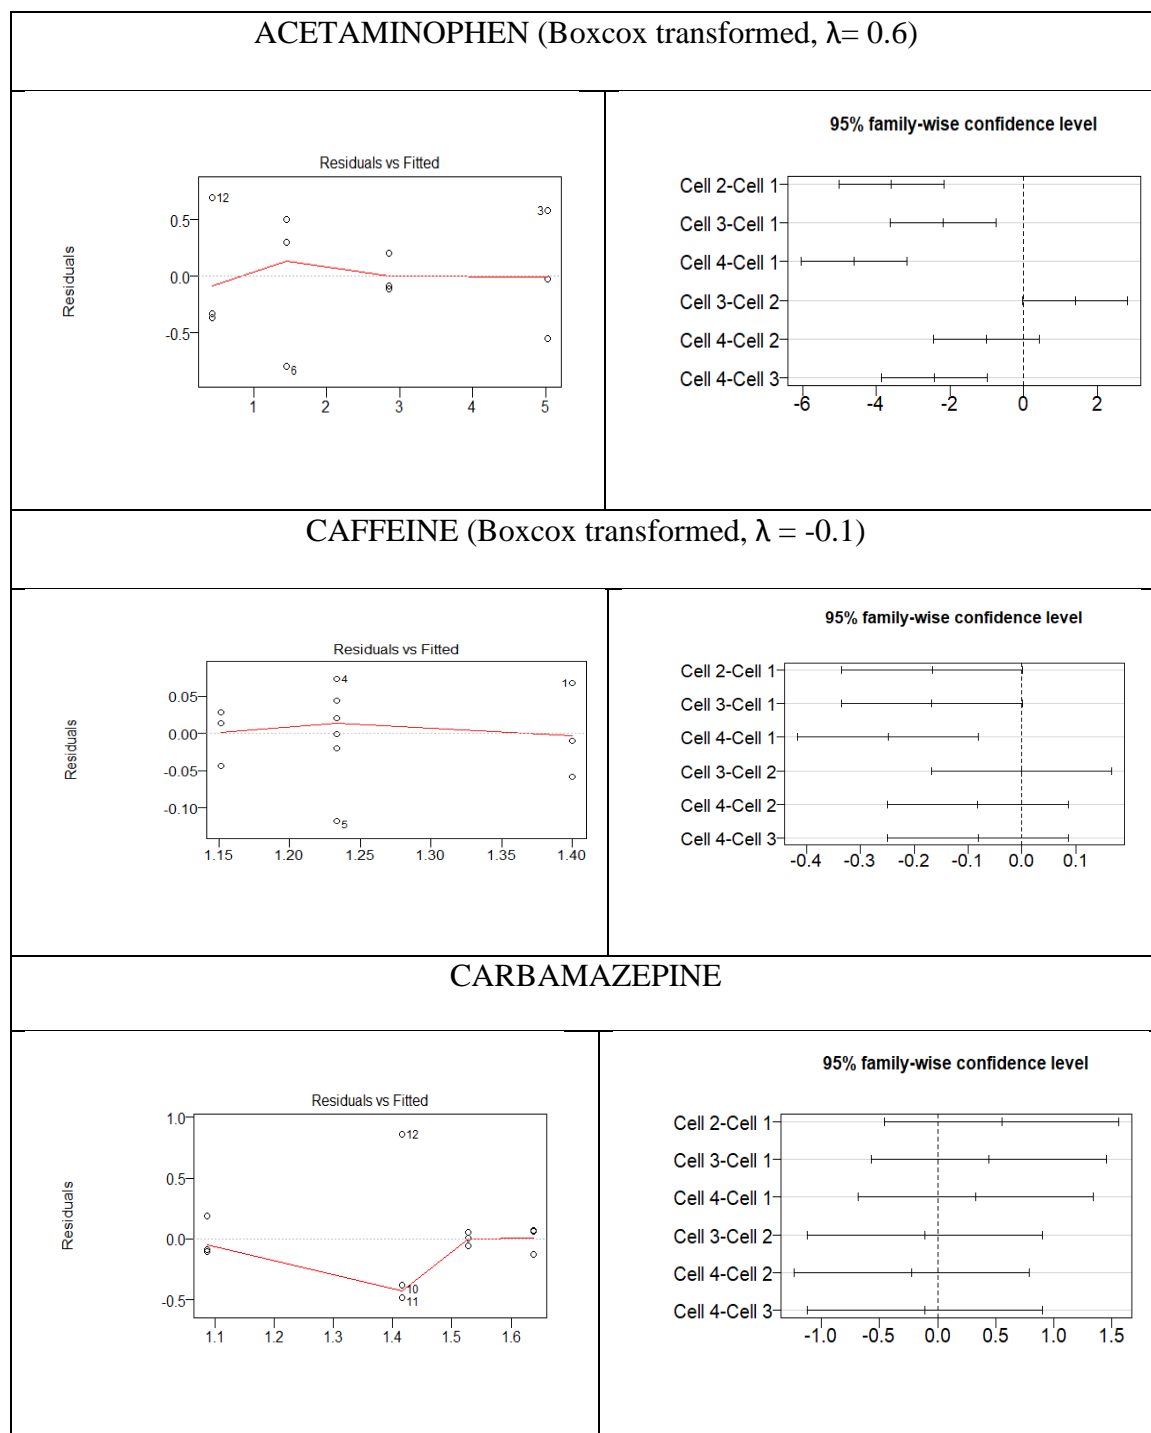 ACETAMINOPHEN (Boxcox transformed, λ= 0.6)
Residuals vs Fitted
Residuals
0.5
0.0
-0.5
12
6
3
1 2 3 4 5
95% family-wise confidence level
Cell 2-Cell 1
Cell 3-Cell 1
Cell 4-Cell 1
Cell 3-Cell 2
Cell 4-Cell 2
Cell 4-Cell 3
-6 -4 -2 0 2
CAFFEINE (Boxcox transformed, λ = -0.1)
Residuals vs Fitted
Residuals
0.05
0.00
-0.05
-0.10
4
5
1
1.15 1.20 1.25 1.30 1.35 1.40
95% family-wise confidence level
Cell 2-Cell 1
Cell 3-Cell 1
Cell 4-Cell 1
Cell 3-Cell 2
Cell 4-Cell 2
Cell 4-Cell 3
-0.4 -0.3 -0.2 -0.1 0.0 0.1
CARBAMAZEPINE
Residuals vs Fitted
Residuals
1.0
0.5
0.0
-0.5
12
10
11
1.1 1.2 1.3 1.4 1.5 1.6
95% family-wise confidence level
Cell 2-Cell 1
Cell 3-Cell 1
Cell 4-Cell 1
Cell 3-Cell 2
Cell 4-Cell 2
Cell 4-Cell 3
-1.0 -0.5 0.0 0.5 1.0 1.5